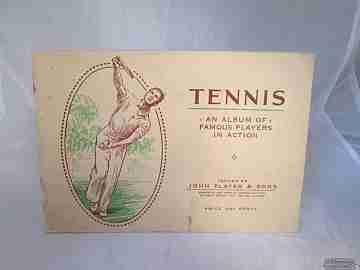 TENNIS
AN ALBUM OF
FAMOUS PLAYERS
IN ACTION
ISSUED BY
JOHN PLAYER & SONS
PRICE ONE PENNY